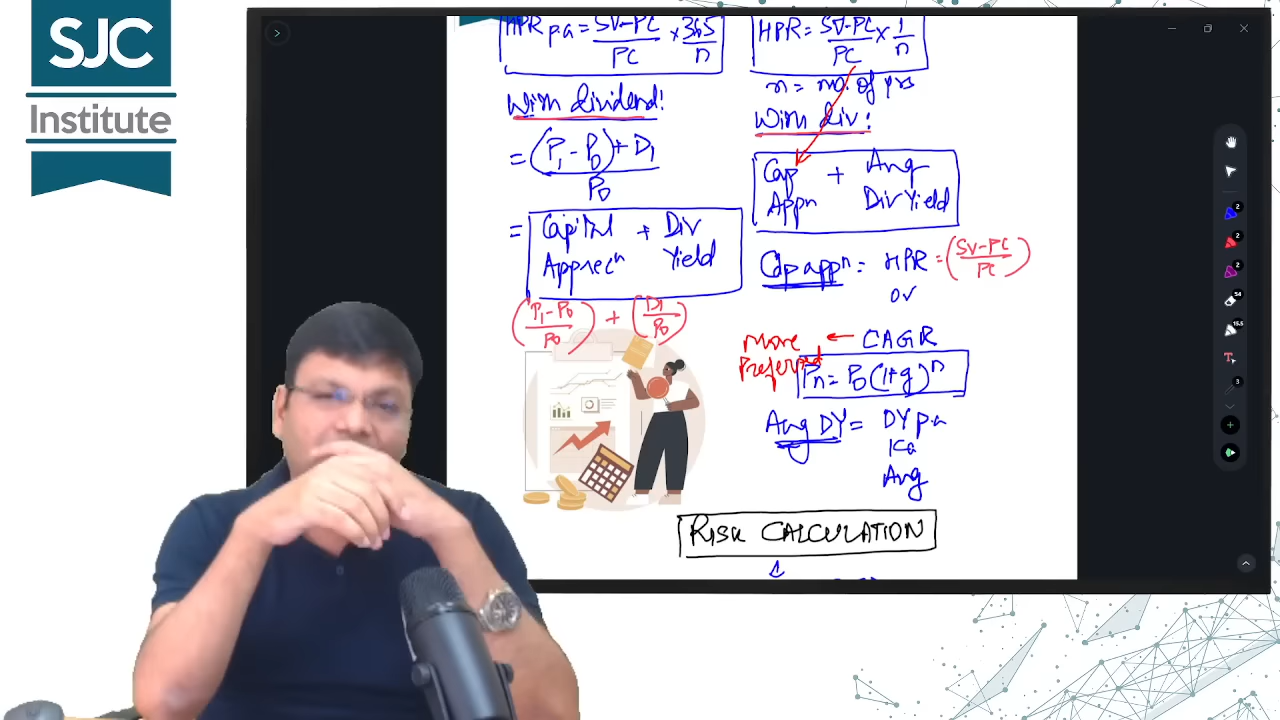 SJC
Institute
HPR p.a = SV-PC/PC × 365/n
With dividend!
= (P₁ - P₀) + D₁ / P₀
= Capital Apprecⁿ + Div Yield
(P₁-P₀/P₀) + (D₁/P₀)
HPR = SV-PC/PC × 1/n
n = no. of yrs
With div:
Cap Appⁿ + Avg Div Yield
Cap appⁿ = HPR = (SV-PC/PC)
or
More Preferred ← CAGR
Pn = P₀(1+g)ⁿ
Avg DY = DY p.a
ka
Avg
RISK CALCULATION